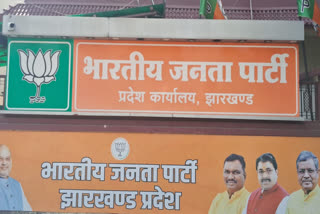 भारतीय जनता पार्टी
प्रदेश कार्यालय, झारखण्ड
भारतीय जनता पार्टी
झारखण्ड प्रदेश